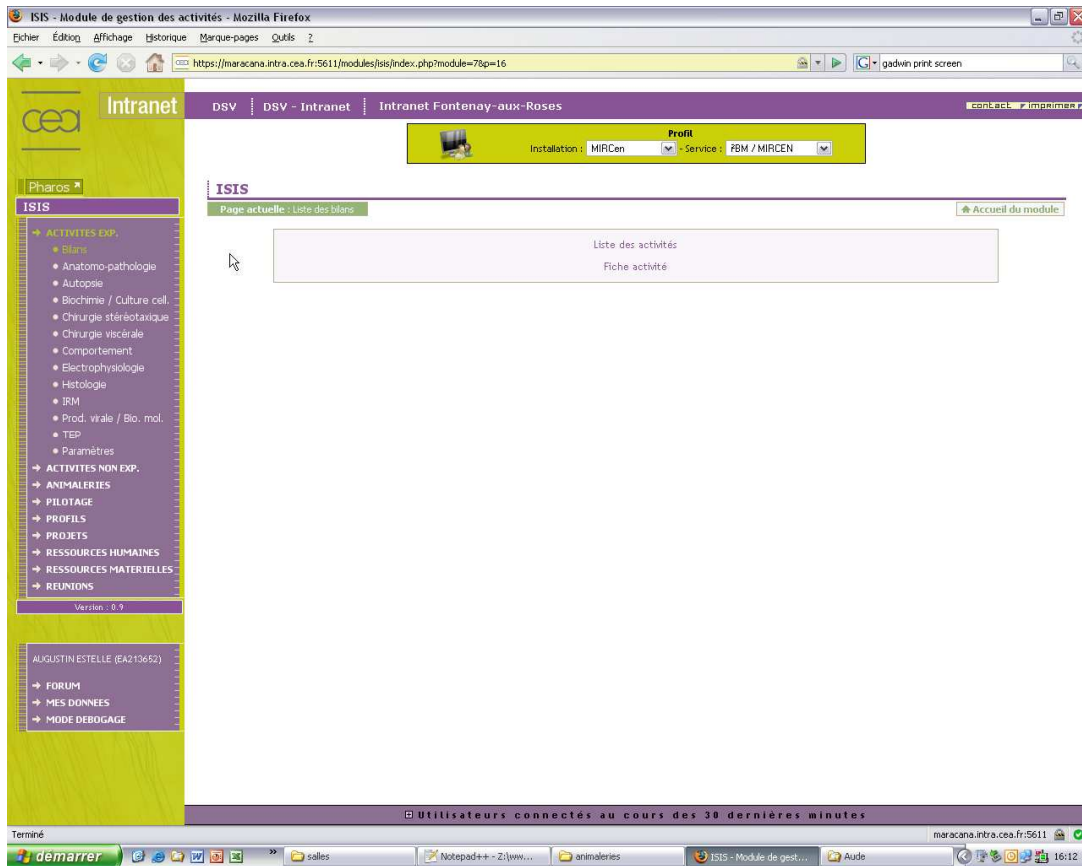 ISIS - Module de gestion des activités - Mozilla Firefox
Fichier Édition Affichage Historique Marque-pages Outils ?
https://maracana.intra.cea.fr:5611/modules/isis/index.php?module=7&p=16
gadwin print screen
cea Intranet
DSV DSV - Intranet Intranet Fontenay-aux-Roses
contact imprimer
Profil
Installation : MIRCen - Service : BM / MIRCEN
Pharos
ISIS
ISIS
Page actuelle : Liste des bilans
Accueil du module
Liste des activités
Fiche activité
ACTIVITES EXP.
Bilans
Anatomo-pathologie
Autopsie
Biochimie / Culture cell.
Chirurgie stéréotaxique
Chirurgie viscérale
Comportement
Electrophysiologie
Histologie
IRM
Prod. virale / Bio. mol.
TEP
Paramètres
ACTIVITES NON EXP.
ANIMALERIES
PILOTAGE
PROFILS
PROJETS
RESSOURCES HUMAINES
RESSOURCES MATERIELLES
REUNIONS
Version : 0.9
AUGUSTIN ESTELLE (EA213652)
FORUM
MES DONNEES
MODE DEBOGAGE
Utilisateurs connectés au cours des 30 dernières minutes
Terminé
maracana.intra.cea.fr:5611
démarrer
salles
Notepad++ - Z:\ww...
animaleries
ISIS - Module de gest...
Aude
16:12